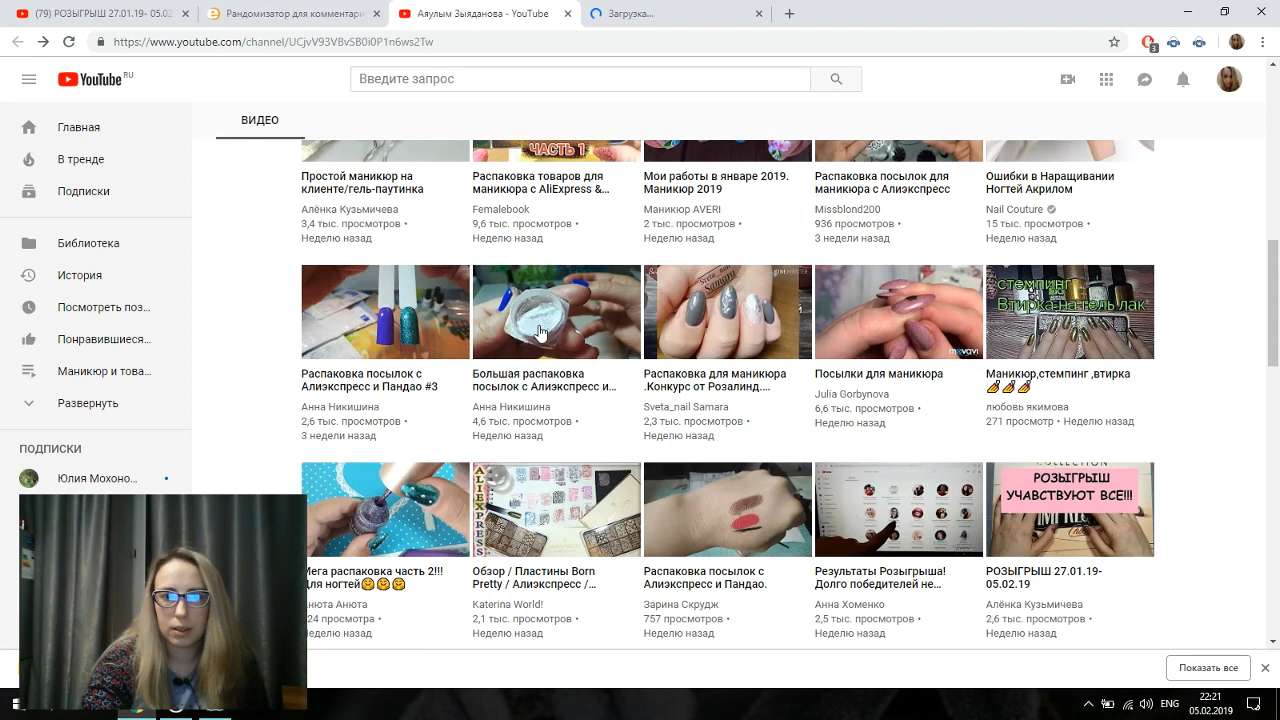 (79) РОЗЫГРЫШ 27.01.19- 05.02
Рандомизатор для комментари
Аяулым Зыяданова - YouTube
Загрузка...
https://www.youtube.com/channel/UCjvV93VBvSB0i0P1n6ws2Tw
3
YouTube RU
Введите запрос
ВИДЕО
Главная
В тренде
Подписки
Библиотека
История
Посмотреть поз...
Понравившиеся...
Маникюр и това...
Развернуть
ПОДПИСКИ
Юлия Мохоно...
ЧАСТЬ 1
Простой маникюр на
клиенте/гель-паутинка
Алёнка Кузьмичева
3,4 тыс. просмотров •
Неделю назад
Распаковка товаров для
маникюра с AliExpress &...
Femalebook
9,6 тыс. просмотров •
Неделю назад
Мои работы в январе 2019.
Маникюр 2019
Маникюр AVERI
2 тыс. просмотров •
Неделю назад
Распаковка посылок для
маникюра с Алиэкспресс
Missblond200
936 просмотров •
3 недели назад
Ошибки в Наращивании
Ногтей Акрилом
Nail Couture
15 тыс. просмотров •
Неделю назад
Sveta_nail
Samara
movavi
стемпинг
Втирка на гель лак
Распаковка посылок с
Алиэкспресс и Пандао #3
Анна Никишина
2,6 тыс. просмотров •
3 недели назад
Большая распаковка
посылок с Алиэкспресс и...
Анна Никишина
4,6 тыс. просмотров •
Неделю назад
Распаковка для маникюра
.Конкурс от Розалинд....
Sveta_nail Samara
2,3 тыс. просмотров •
Неделю назад
Посылки для маникюра
Julia Gorbynova
6,6 тыс. просмотров •
Неделю назад
Маникюр,стемпинг ,втирка
💅💅💅
любовь якимова
271 просмотр • Неделю назад
ALIEXPRESS
COLLECTION
РОЗЫГРЫШ
УЧАВСТВУЮТ ВСЕ!!!
Мега распаковка часть 2!!!
Для ногтей🤗🤗🤗
Анюта Анюта
24 просмотра •
Неделю назад
Обзор / Пластины Born
Pretty / Алиэкспресс /...
Katerina World!
2,1 тыс. просмотров •
Неделю назад
Распаковка посылок с
Алиэкспресс и Пандао.
Зарина Скрудж
757 просмотров •
Неделю назад
Результаты Розыгрыша!
Долго победителей не...
Анна Хоменко
2,5 тыс. просмотров •
Неделю назад
РОЗЫГРЫШ 27.01.19-
05.02.19
Алёнка Кузьмичева
2,6 тыс. просмотров •
Неделю назад
Показать все
ENG
22:21
05.02.2019